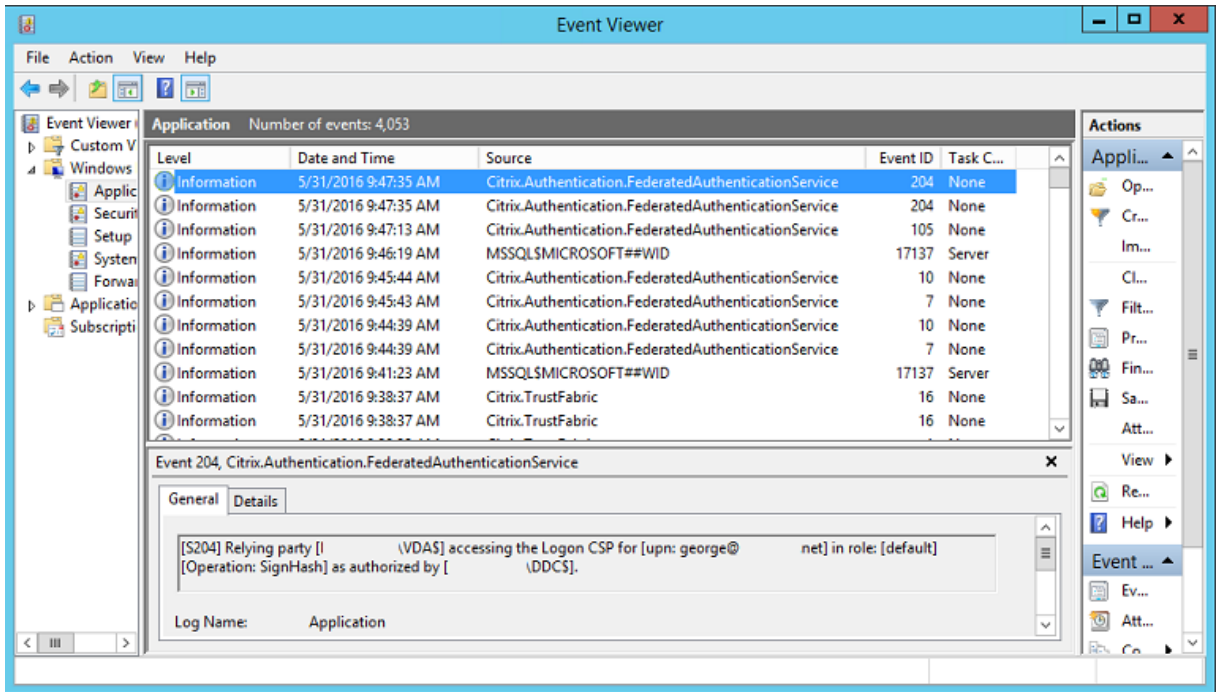 Event Viewer
File Action View Help
Event Viewer
Custom V
Windows
Applic
Securit
Setup
System
Forwar
Applicatio
Subscripti
Application Number of events: 4,053
Level Date and Time Source Event ID Task C...
Information 5/31/2016 9:47:35 AM Citrix.Authentication.FederatedAuthenticationService 204 None
Information 5/31/2016 9:47:35 AM Citrix.Authentication.FederatedAuthenticationService 204 None
Information 5/31/2016 9:47:13 AM Citrix.Authentication.FederatedAuthenticationService 105 None
Information 5/31/2016 9:46:19 AM MSSQL$MICROSOFT##WID 17137 Server
Information 5/31/2016 9:45:44 AM Citrix.Authentication.FederatedAuthenticationService 10 None
Information 5/31/2016 9:45:43 AM Citrix.Authentication.FederatedAuthenticationService 7 None
Information 5/31/2016 9:44:39 AM Citrix.Authentication.FederatedAuthenticationService 10 None
Information 5/31/2016 9:44:39 AM Citrix.Authentication.FederatedAuthenticationService 7 None
Information 5/31/2016 9:41:23 AM MSSQL$MICROSOFT##WID 17137 Server
Information 5/31/2016 9:38:37 AM Citrix.TrustFabric 16 None
Information 5/31/2016 9:38:37 AM Citrix.TrustFabric 16 None
Event 204, Citrix.Authentication.FederatedAuthenticationService
General Details
[S204] Relying party [ \VDA$] accessing the Logon CSP for [upn: george@ net] in role: [default]
[Operation: SignHash] as authorized by [ \DDC$].
Log Name: Application
Actions
Appli...
Op...
Cr...
Im...
Cl...
Filt...
Pr...
Fin...
Sa...
Att...
View
Re...
Help
Event ...
Ev...
Att...